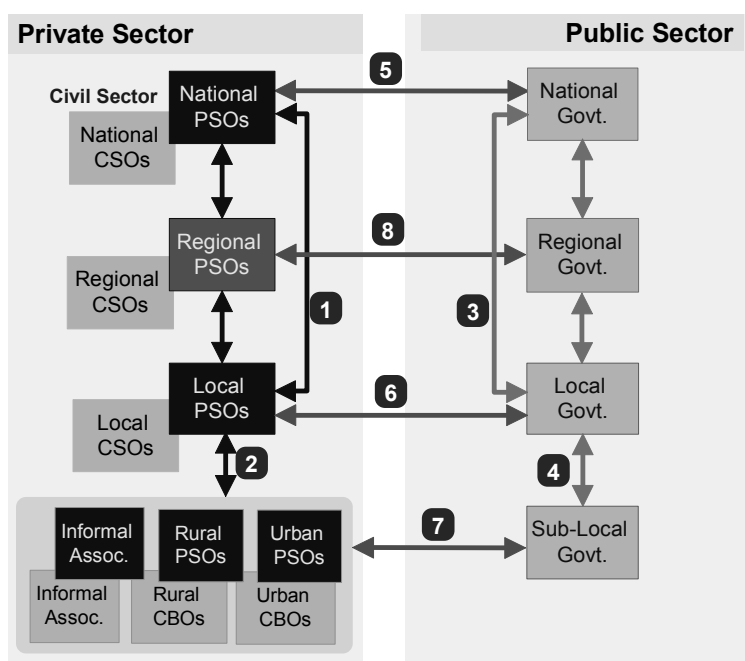 Private Sector
Public Sector
5
Civil Sector
National
PSOs
National
Govt.
National
CSOs
8
Regional
PSOs
Regional
Govt.
Regional
CSOs
1
3
Local
PSOs
6
Local
Govt.
Local
CSOs
2
4
7
Informal
Assoc.
Rural
PSOs
Urban
PSOs
Sub-Local
Govt.
Informal
Assoc.
Rural
CBOs
Urban
CBOs